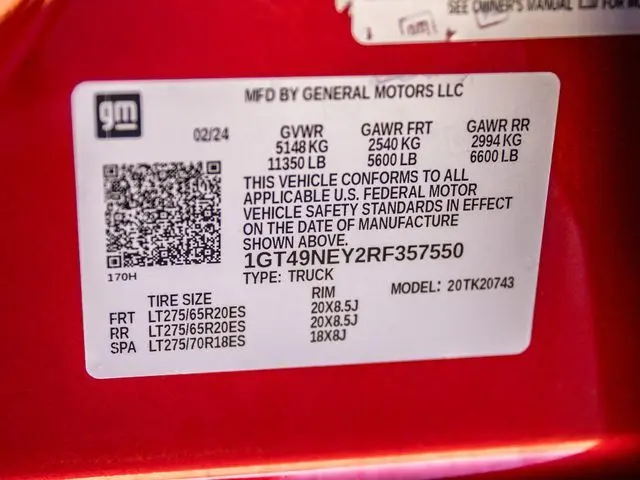 SEE OWNER'S MANUAL FOR
gm
MFD BY GENERAL MOTORS LLC
02/24
GVWR GAWR FRT GAWR RR
5148 KG 2540 KG 2994 KG
11350 LB 5600 LB 6600 LB
THIS VEHICLE CONFORMS TO ALL
APPLICABLE U.S. FEDERAL MOTOR
VEHICLE SAFETY STANDARDS IN EFFECT
ON THE DATE OF MANUFACTURE
SHOWN ABOVE.
1GT49NEY2RF357550
170H
TYPE: TRUCK
MODEL: 20TK20743
TIRE SIZE RIM
FRT LT275/65R20ES 20X8.5J
RR LT275/65R20ES 20X8.5J
SPA LT275/70R18ES 18X8J